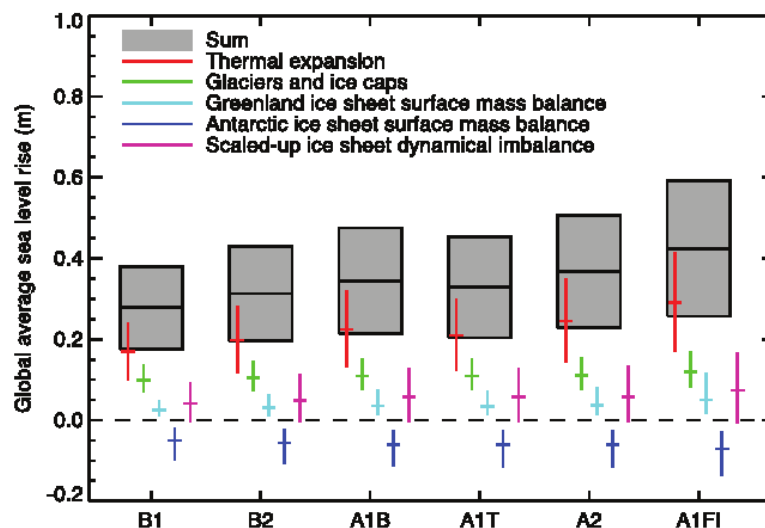 1.0
0.8
0.6
0.4
0.2
0.0
-0.2
Global average sea level rise (m)
Sum
Thermal expansion
Glaciers and ice caps
Greenland ice sheet surface mass balance
Antarctic ice sheet surface mass balance
Scaled-up ice sheet dynamical imbalance
B1 B2 A1B A1T A2 A1FI